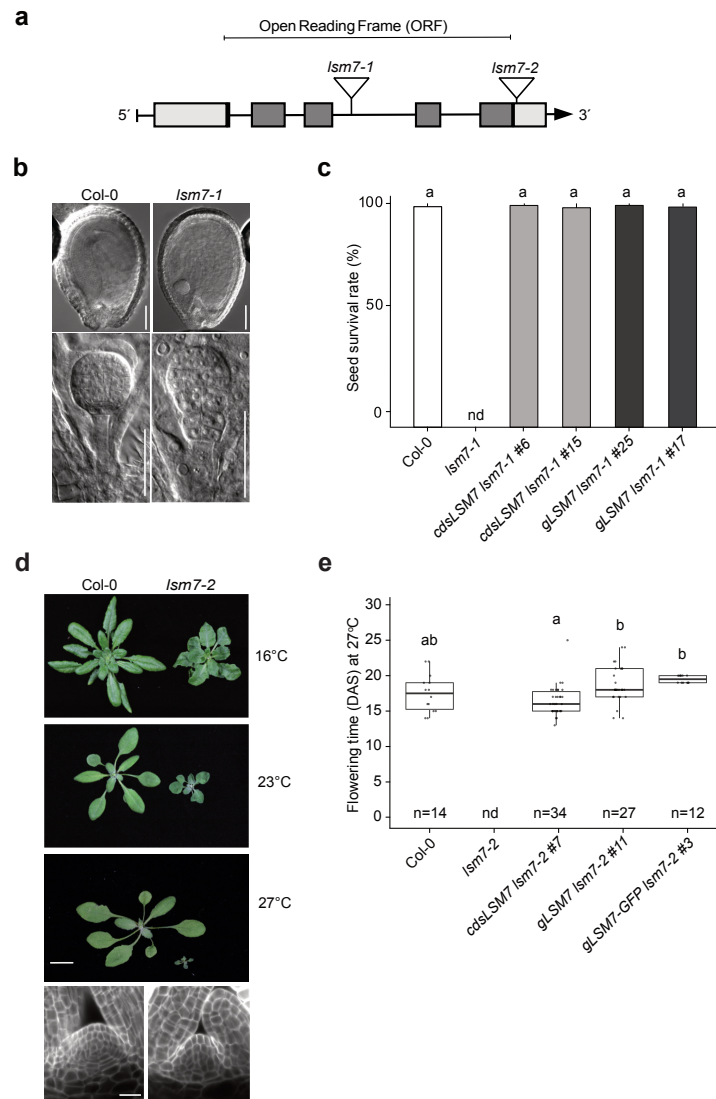 a
Open Reading Frame (ORF)
lsm7-1
lsm7-2
5´
3´
b
Col-0
lsm7-1
c
Seed survival rate (%)
100
50
0
a
nd
a
a
a
a
Col-0
lsm7-1
cdsLSM7 lsm7-1 #6
cdsLSM7 lsm7-1 #15
gLSM7 lsm7-1 #25
gLSM7 lsm7-1 #17
d
Col-0
lsm7-2
16°C
23°C
27°C
e
Flowering time (DAS) at 27ºC
30
25
20
15
10
5
0
ab
a
b
b
n=14
nd
n=34
n=27
n=12
Col-0
lsm7-2
cdsLSM7 lsm7-2 #7
gLSM7 lsm7-2 #11
gLSM7-GFP lsm7-2 #3